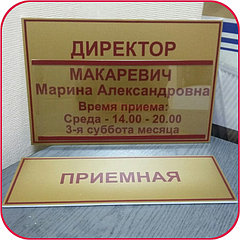 ДИРЕКТОР
МАКАРЕВИЧ
Марина Александровна
Время приема:
Среда - 14.00 - 20.00
3-я суббота месяца
ПРИЕМНАЯ